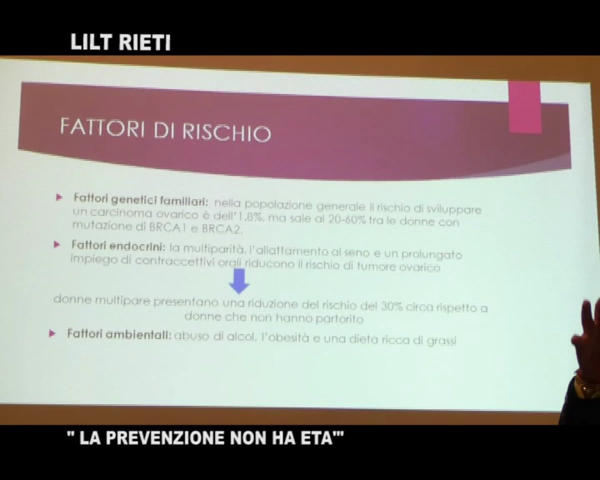 LILT RIETI
FATTORI DI RISCHIO
Fattori genetici familiari: nella popolazione generale il rischio di sviluppare
un carcinoma ovarico è dell'1,8%, ma sale al 20-60% tra le donne con
mutazione di BRCA1 e BRCA2.
Fattori endocrini: la multiparità, l'allattamento al seno e un prolungato
impiego di contraccettivi orali riducono il rischio di tumore ovarico
donne multipare presentano una riduzione del rischio del 30% circa rispetto a
donne che non hanno partorito
Fattori ambientali: abuso di alcol, l'obesità e una dieta ricca di grassi
" LA PREVENZIONE NON HA ETA'"